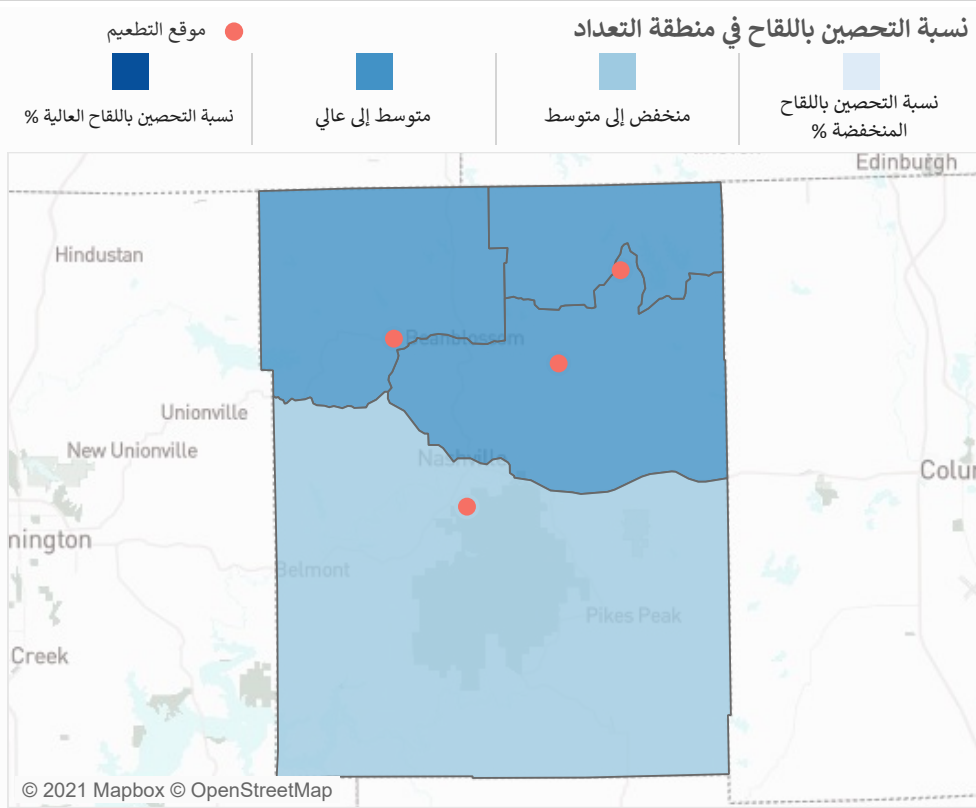 نسبة التحصين باللقاح في منطقة التعداد
موقع التطعيم
نسبة التحصين باللقاح
المنخفضة %
منخفض إلى متوسط
متوسط إلى عالي
نسبة التحصين باللقاح العالية %
Edinburgh
Hindustan
Beanblossom
Unionville
New Unionville
Nashville
Colum
nington
Belmont
Pikes Peak
Creek
© 2021 Mapbox © OpenStreetMap